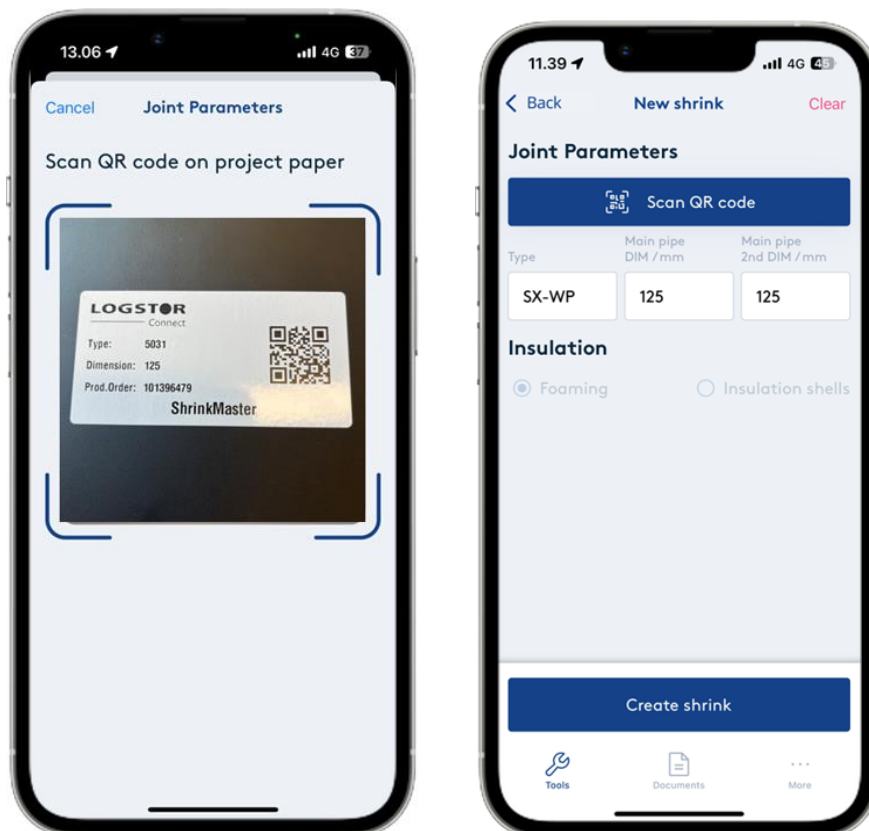 13.06
4G 37
Cancel
Joint Parameters
Scan QR code on project paper
LOGSTOR
Connect
Type: 5031
Dimension: 125
Prod.Order: 101396479
ShrinkMaster
11.39
4G 45
Back
New shrink
Clear
Joint Parameters
Scan QR code
Type
Main pipe
DIM / mm
Main pipe
2nd DIM / mm
SX-WP
125
125
Insulation
Foaming
Insulation shells
Create shrink
Tools
Documents
More